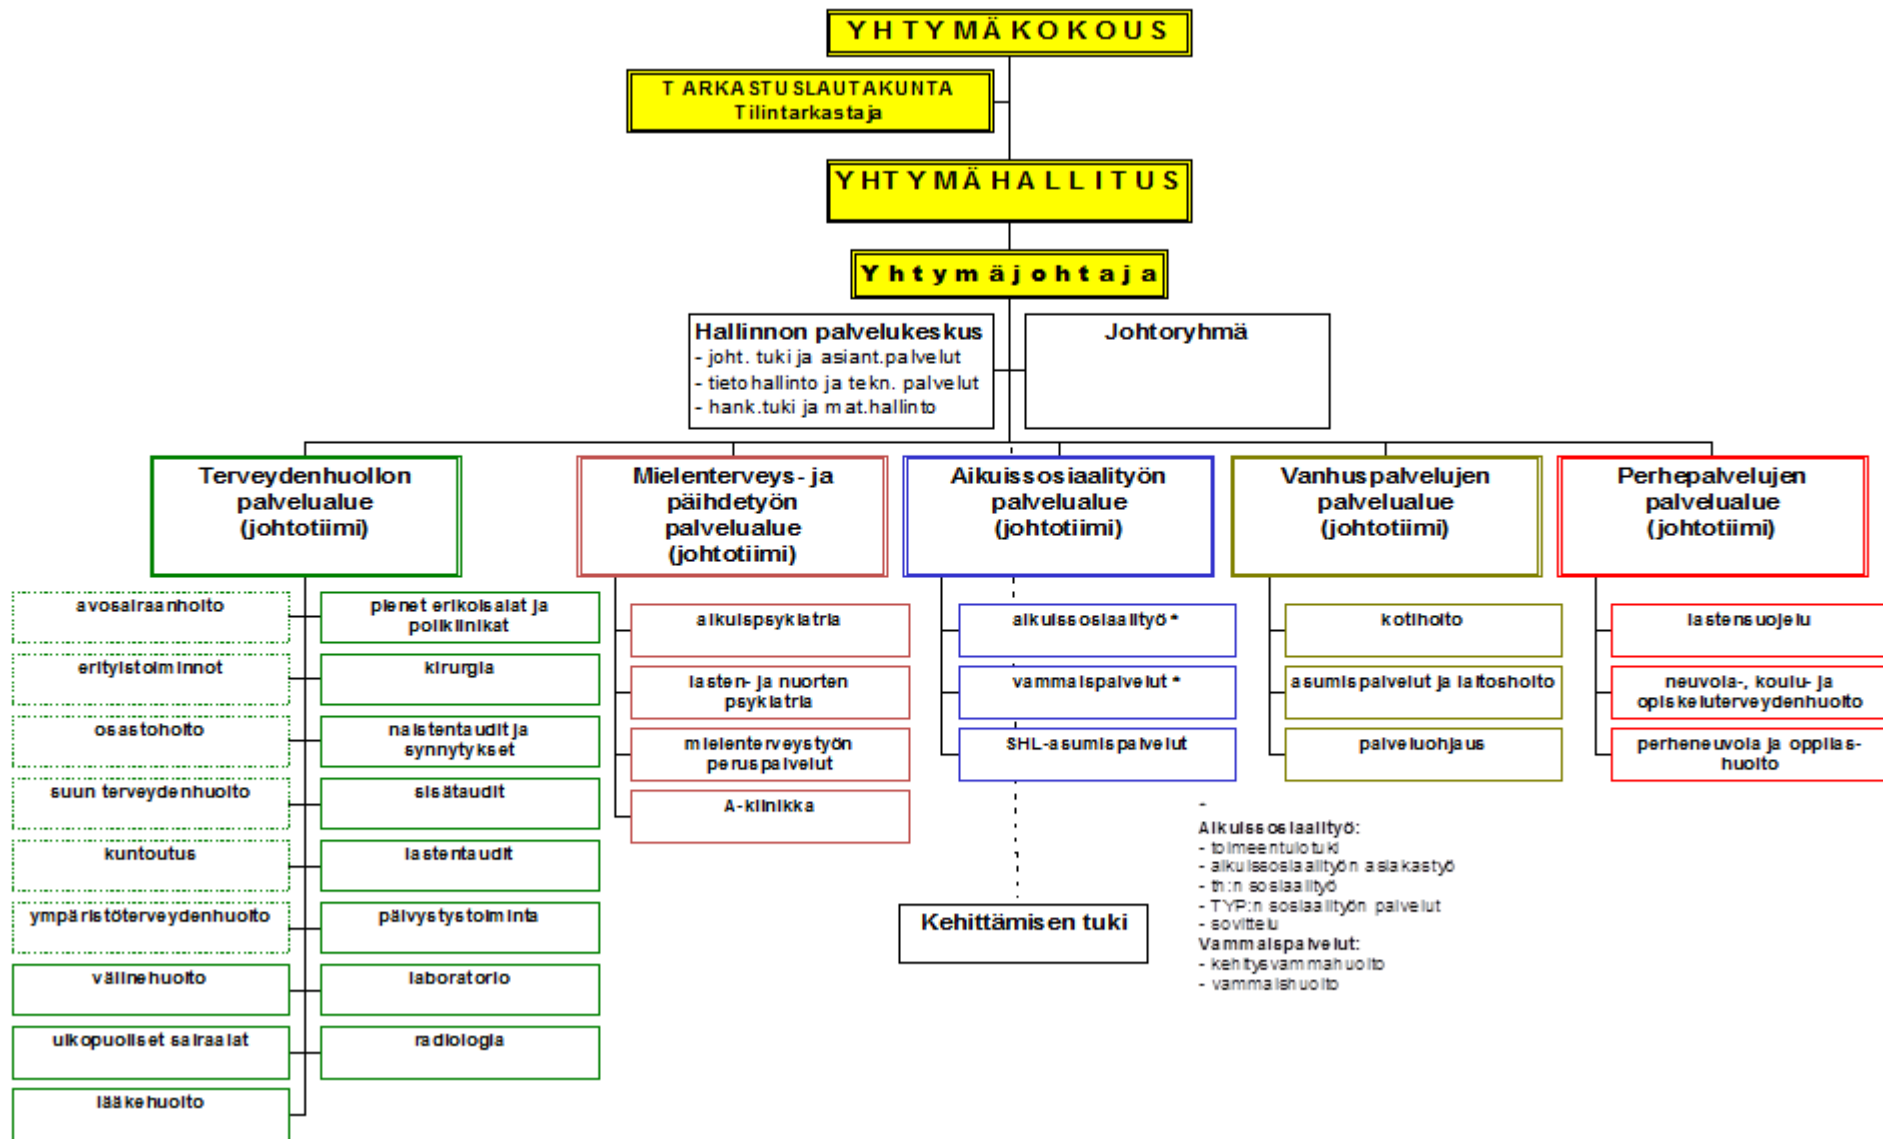 YHTYMÄKOKOUS
TARKASTUSLAUTAKUNTA
Tilintarkastaja
YHTYMÄHALLITUS
Yhtymäjohtaja
Hallinnon palvelukeskus
- joht. tuki ja asiant.palvelut
- tietohallinto ja tekn. palvelut
- hank.tuki ja mat.hallinto
Johtoryhmä
Terveydenhuollon
palvelualue
(johtotiimi)
Mielenterveys- ja
päihdetyön
palvelualue
(johtotiimi)
Aikuissosiaalityön
palvelualue
(johtotiimi)
Vanhuspalvelujen
palvelualue
(johtotiimi)
Perhepalvelujen
palvelualue
(johtotiimi)
avosairaanhoito
erityistoiminnot
osastohoito
suun terveydenhuolto
kuntoutus
ympäristöterveydenhuolto
välinehuolto
ulkopuoliset sairaalat
lääkehuolto
pienet erikoisalat ja
poliklinikat
kirurgia
naistentaudit ja
synnytykset
sisätaudit
lastentaudit
päivystystoiminta
laboratorio
radiologia
aikuispsykiatria
lasten- ja nuorten
psykiatria
mielenterveystyön
peruspalvelut
A-klinikka
aikuissosiaalityö *
vammaispalvelut *
SHL-asumispalvelut
Kehittämisen tuki
kotihoito
asumispalvelut ja laitoshoito
palveluohjaus
lastensuojelu
neuvola-, koulu- ja
opiskeluterveydenhuolto
perheneuvola ja oppilas-
huolto
-
Aikuissosiaalityö:
- toimeentulotuki
- aikuissosiaalityön asiakastyö
- th:n sosiaalityö
- TYP:n sosiaalityön palvelut
- sovittelu
Vammaispalvelut:
- kehitysvammahuolto
- vammaishuolto